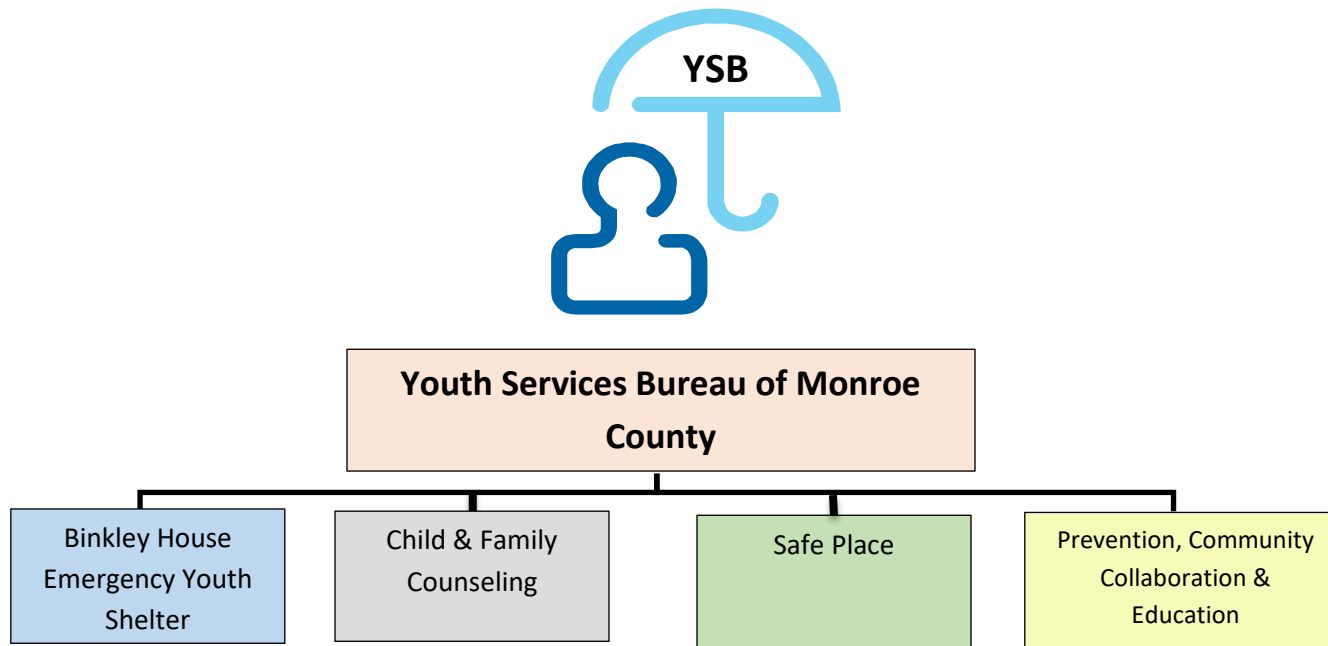 YSB
Youth Services Bureau of Monroe
County
Binkley House
Emergency Youth
Shelter
Child & Family
Counseling
Safe Place
Prevention, Community
Collaboration &
Education